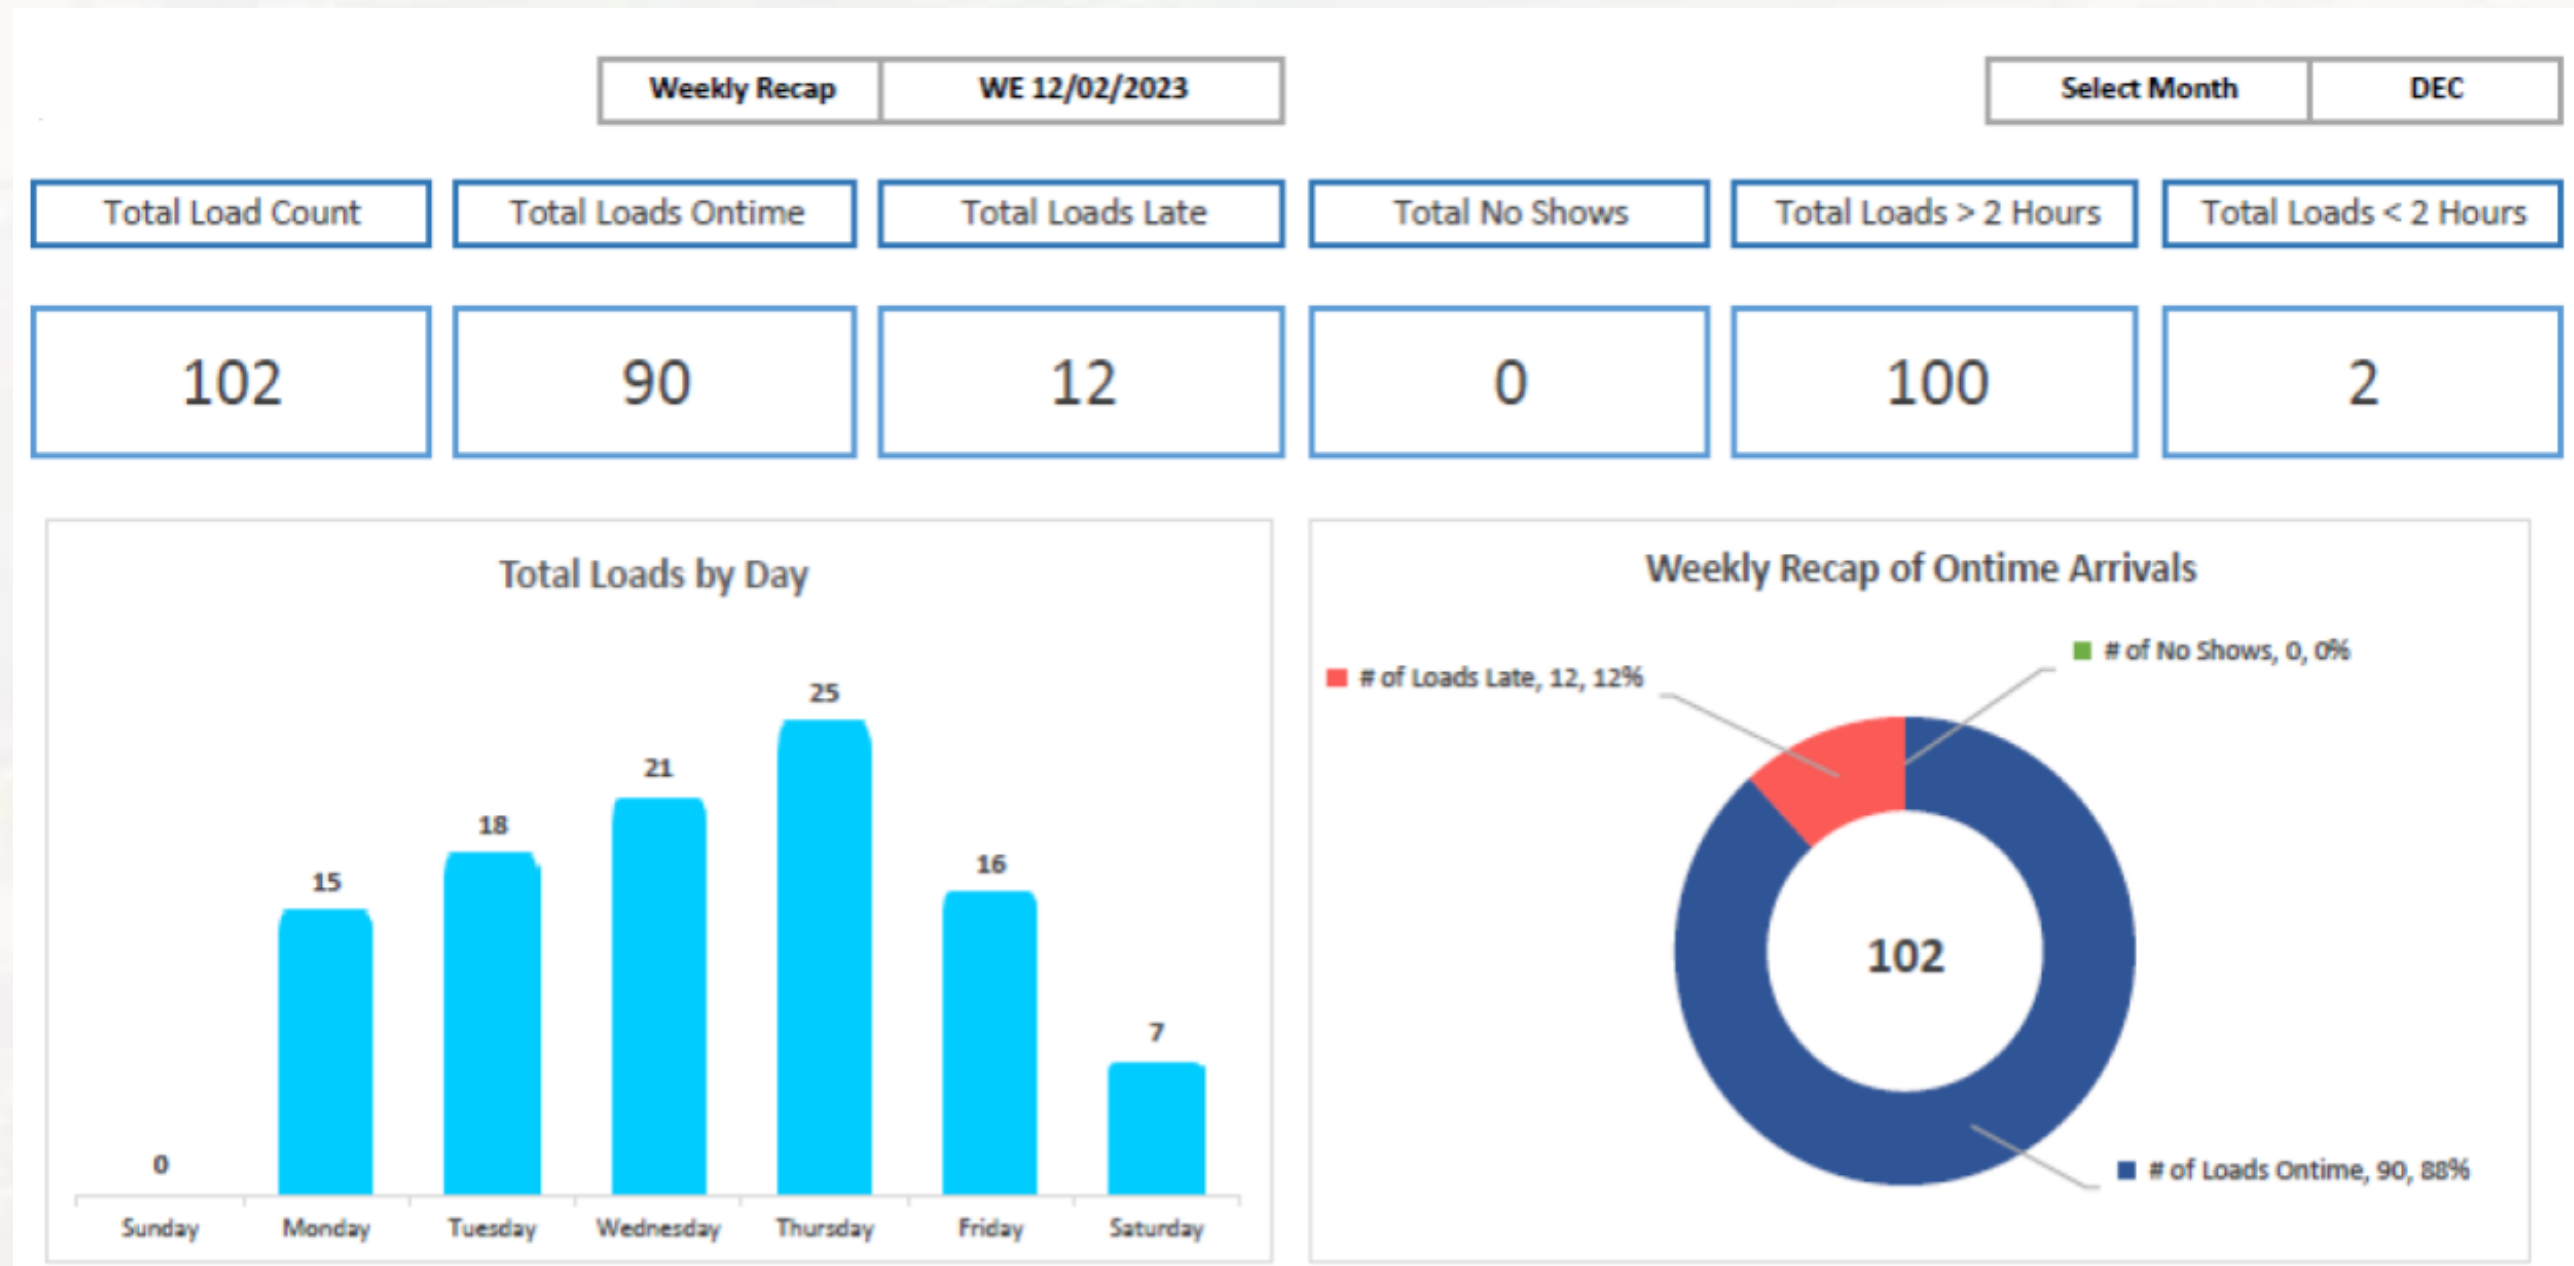 Weekly Recap WE 12/02/2023 Select Month DEC
Total Load Count Total Loads Ontime Total Loads Late Total No Shows Total Loads > 2 Hours Total Loads < 2 Hours
102 90 12 0 100 2
Total Loads by Day
25
21
18
16
15
7
0
Sunday Monday Tuesday Wednesday Thursday Friday Saturday
Weekly Recap of Ontime Arrivals
# of No Shows, 0, 0%
# of Loads Late, 12, 12%
102
# of Loads Ontime, 90, 88%